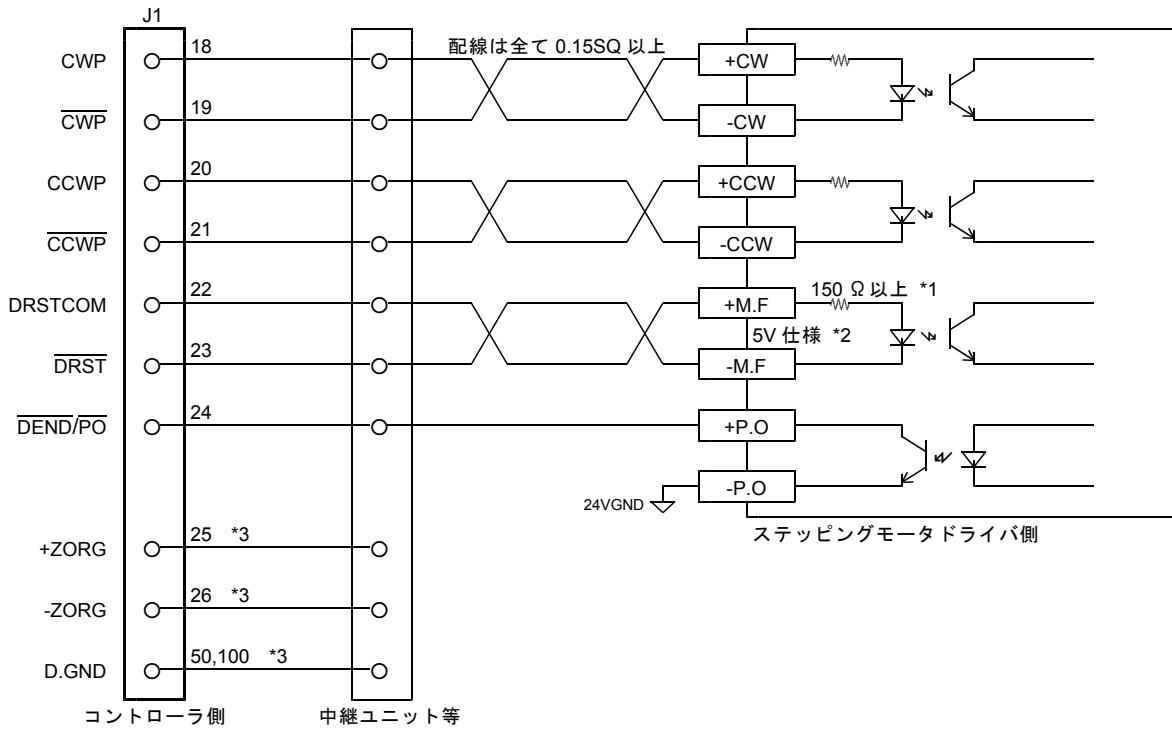 J1
CWP 18 配線は全て 0.15SQ 以上 +CW
CWP 19 -CW
CCWP 20 +CCW
CCWP 21 -CCW
DRSTCOM 22 +M.F 150 Ω 以上 *1
5V 仕様 *2
DRST 23 -M.F
DEND/PO 24 +P.O
24VGND -P.O
ステッピングモータドライバ側
+ZORG 25 *3
-ZORG 26 *3
D.GND 50,100 *3
コントローラ側 中継ユニット等